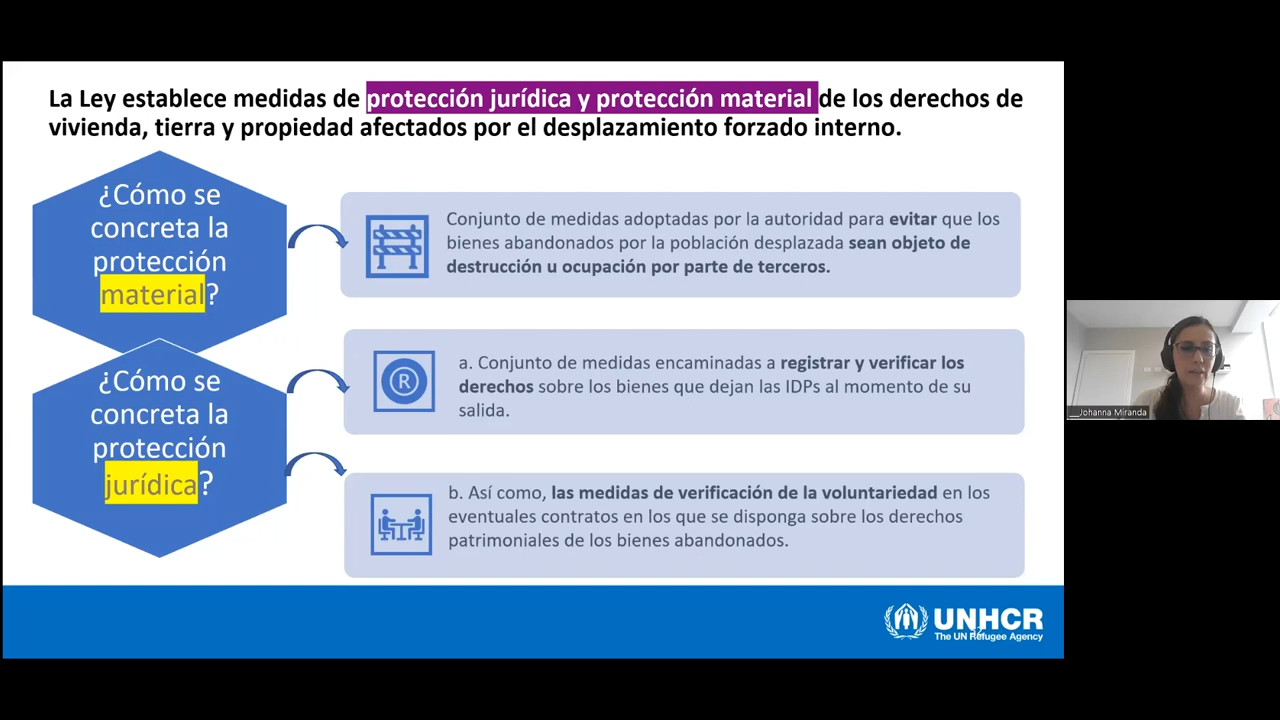 La Ley establece medidas de protección jurídica y protección material de los derechos de
vivienda, tierra y propiedad afectados por el desplazamiento forzado interno.
¿Cómo se
concreta la
protección
material?
Conjunto de medidas adoptadas por la autoridad para evitar que los
bienes abandonados por la población desplazada sean objeto de
destrucción u ocupación por parte de terceros.
¿Cómo se
concreta la
protección
jurídica?
R
a. Conjunto de medidas encaminadas a registrar y verificar los
derechos sobre los bienes que dejan las IDPs al momento de su
salida.
b. Así como, las medidas de verificación de la voluntariedad en los
eventuales contratos en los que se disponga sobre los derechos
patrimoniales de los bienes abandonados.
UNHCR
The UN Refugee Agency
__Johanna Miranda